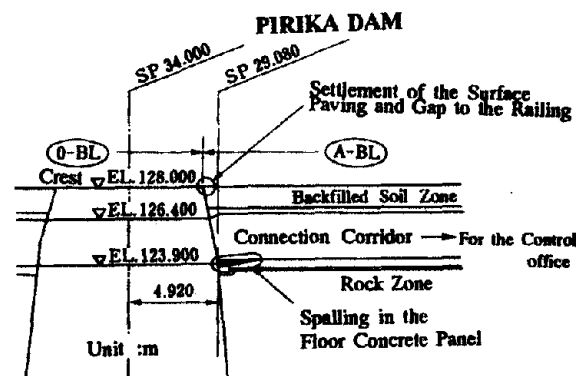 PIRIKA DAM
SP 34.000
SP 29.080
Settlement of the Surface
Paving and Gap to the Railing
0-BL
A-BL
Crest ▽ EL. 128.000
Backfilled Soil Zone
▽ EL. 126.400
Connection Corridor → For the Control
office
▽ EL. 123.900
Rock Zone
4.920
Spalling in the
Floor Concrete Panel
Unit :m